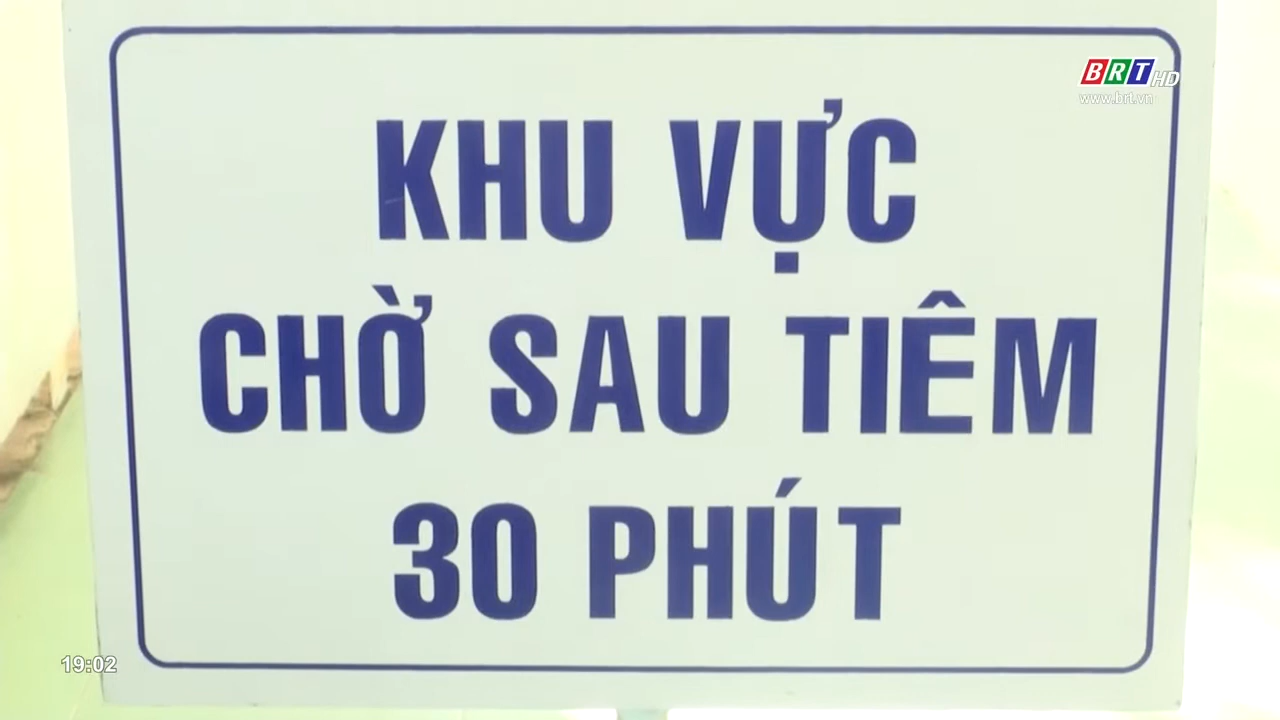 BRT HD
www.brt.vn
KHU VỰC
CHỜ SAU TIÊM
30 PHÚT
19:02